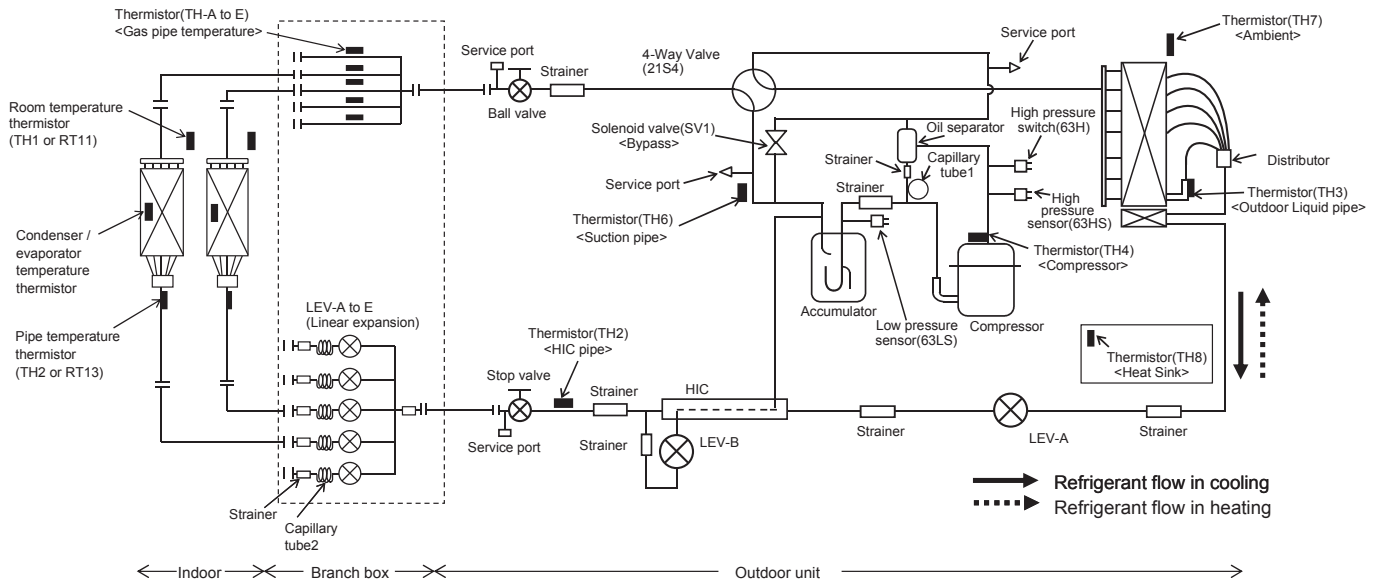 Thermistor(TH-A to E)
<Gas pipe temperature>
Service port
Strainer
Ball valve
4-Way Valve
(21S4)
Service port
Thermistor(TH7)
<Ambient>
Room temperature
thermistor
(TH1 or RT11)
Solenoid valve(SV1)
<Bypass>
Oil separator
High pressure
switch(63H)
Strainer
Capillary
tube1
Distributor
Service port
Strainer
High
pressure
sensor(63HS)
Thermistor(TH3)
<Outdoor Liquid pipe>
Thermistor(TH6)
<Suction pipe>
Condenser /
evaporator
temperature
thermistor
Thermistor(TH4)
<Compressor>
LEV-A to E
(Linear expansion)
Accumulator
Low pressure
sensor(63LS)
Compressor
Pipe temperature
thermistor
(TH2 or RT13)
Thermistor(TH2)
<HIC pipe>
Thermistor(TH8)
<Heat Sink>
Stop valve
Strainer
HIC
Service port
Strainer
LEV-B
Strainer
LEV-A
Strainer
Strainer
Capillary
tube2
Refrigerant flow in cooling
Refrigerant flow in heating
Indoor
Branch box
Outdoor unit